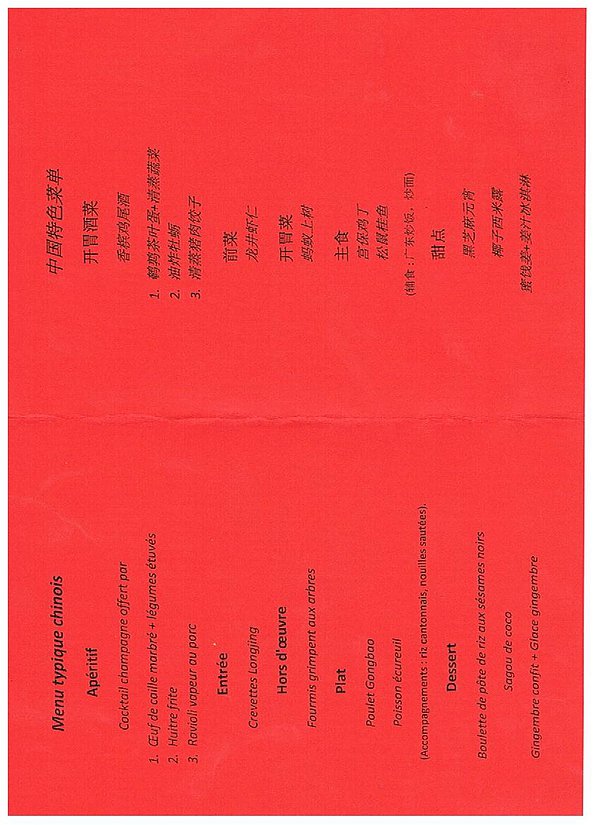 Menu typique chinois
Apéritif
Cocktail champagne offert par
1. Œuf de caille marbré + légumes étuvés
2. Huitre frite
3. Ravioli vapeur au porc
Entrée
Crevettes Longjing
Hors d'œuvre
Fourmis grimpent aux arbres
Plat
Poulet Gongbao
Poisson écureuil
(Accompagnements : riz cantonnais, nouilles sautées).
Dessert
Boulette de pôte de riz aux sésames noirs
Sagou de coco
Gingembre confit + Glace gingembre
中国特色菜单
开胃酒菜
香槟鸡尾酒
1. 鹌鹑茶叶蛋+清蒸蔬菜
2. 油炸牡蛎
3. 清蒸猪肉饺子
前菜
龙井虾仁
开胃菜
蚂蚁上树
主食
宫保鸡丁
松鼠桂鱼
(辅食：广东炒饭，炒面)
甜点
黑芝麻元宵
椰子西米露
蜜饯姜+姜汁冰淇淋